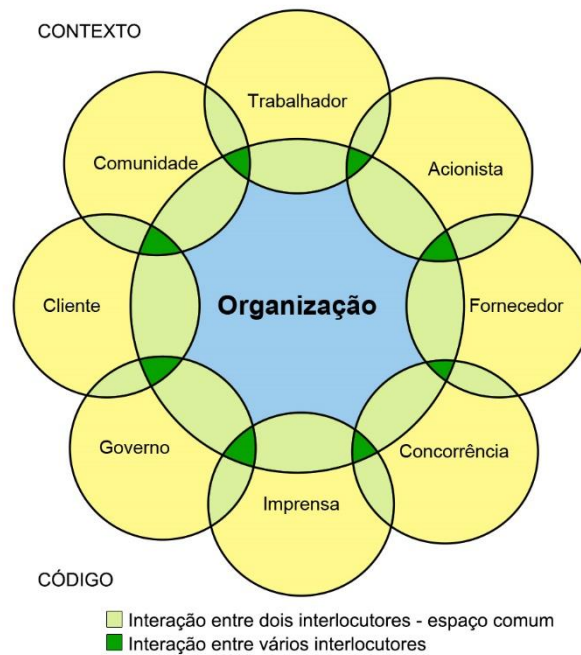 CONTEXTO
Trabalhador
Comunidade
Acionista
Cliente
Organização
Fornecedor
Governo
Concorrência
Imprensa
CÓDIGO
Interação entre dois interlocutores - espaço comum
Interação entre vários interlocutores